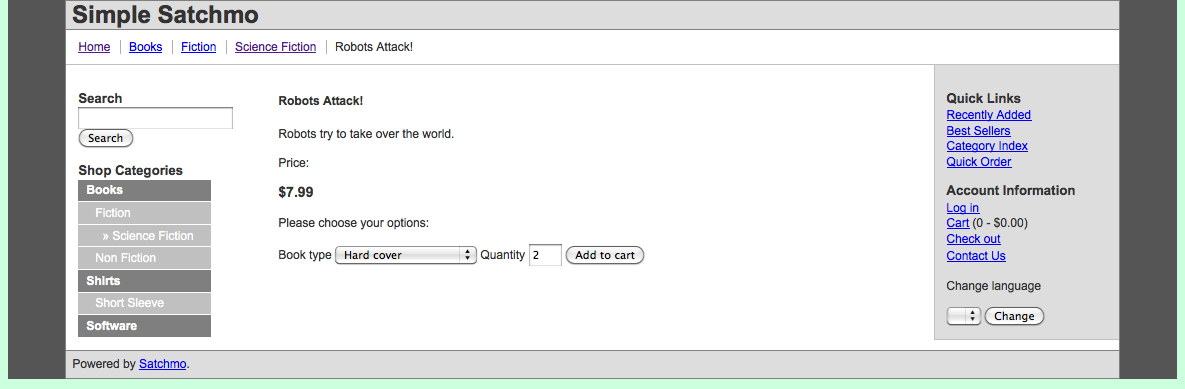 Simple Satchmo
Home Books Fiction Science Fiction Robots Attack!
Search
Search
Shop Categories
Books
Fiction
» Science Fiction
Non Fiction
Shirts
Short Sleeve
Software
Robots Attack!
Robots try to take over the world.
Price:
$7.99
Please choose your options:
Book type Hard cover Quantity 2 Add to cart
Quick Links
Recently Added
Best Sellers
Category Index
Quick Order
Account Information
Log in
Cart (0 - $0.00)
Check out
Contact Us
Change language
Change
Powered by Satchmo.